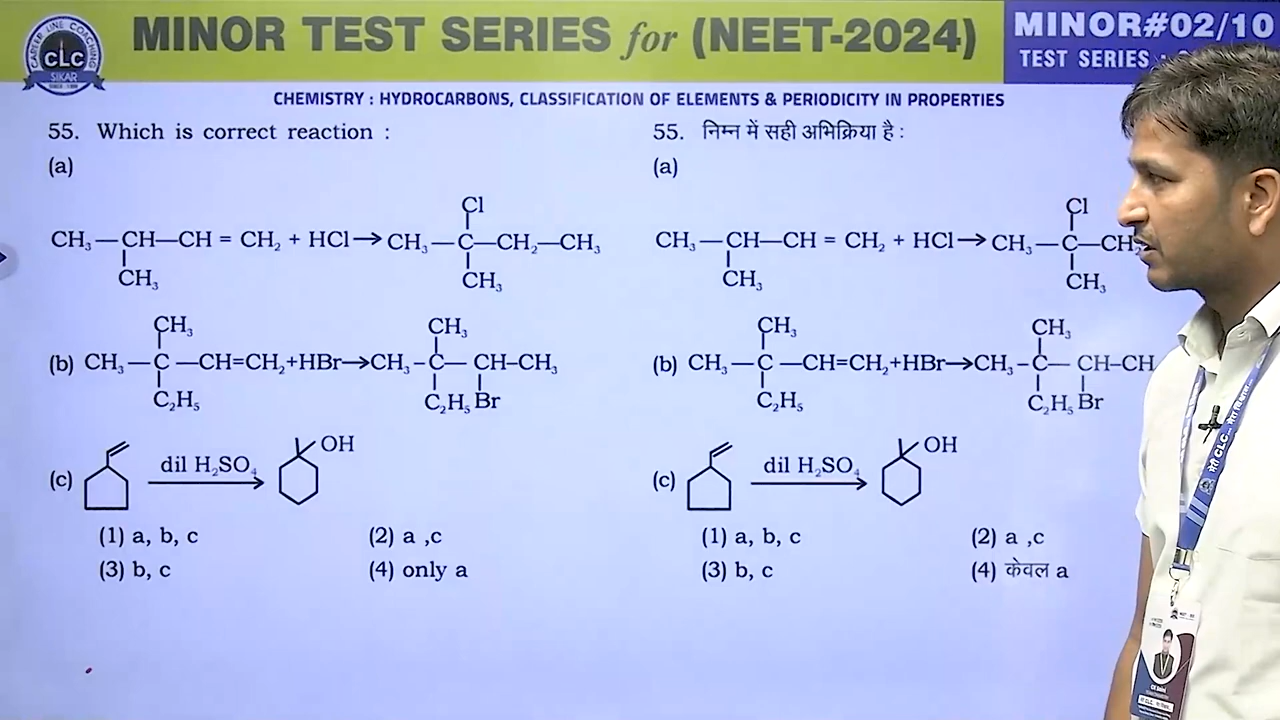 CAREER LINE COACHING
CLC
SIKAR
MINOR TEST SERIES for (NEET-2024)
MINOR#02/10
TEST SERIES :
CHEMISTRY : HYDROCARBONS, CLASSIFICATION OF ELEMENTS & PERIODICITY IN PROPERTIES
55. Which is correct reaction :
(a)
Cl
CH₃—CH—CH = CH₂ + HCl→CH₃—C—CH₂—CH₃
CH₃ CH₃
CH₃ CH₃
(b) CH₃—C—CH=CH₂+HBr→CH₃-C—CH–CH₃
C₂H₅ C₂H₅ Br
OH
(c) dil H₂SO₄
(1) a, b, c (2) a ,c
(3) b, c (4) only a
55. निम्न में सही अभिक्रिया है :
(a)
Cl
CH₃—CH—CH = CH₂ + HCl→CH₃—C—CH₂
CH₃ CH₃
CH₃ CH₃
(b) CH₃—C—CH=CH₂+HBr→CH₃-C—CH–CH
C₂H₅ C₂H₅ Br
OH
(c) dil H₂SO₄
(1) a, b, c (2) a ,c
(3) b, c (4) केवल a